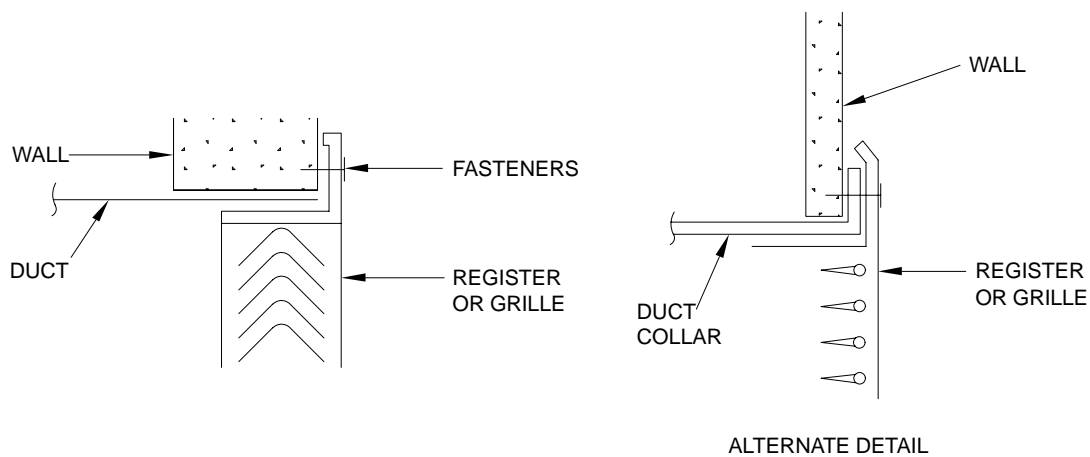 WALL
FASTENERS
DUCT
REGISTER
OR GRILLE
WALL
REGISTER
OR GRILLE
DUCT
COLLAR
ALTERNATE DETAIL